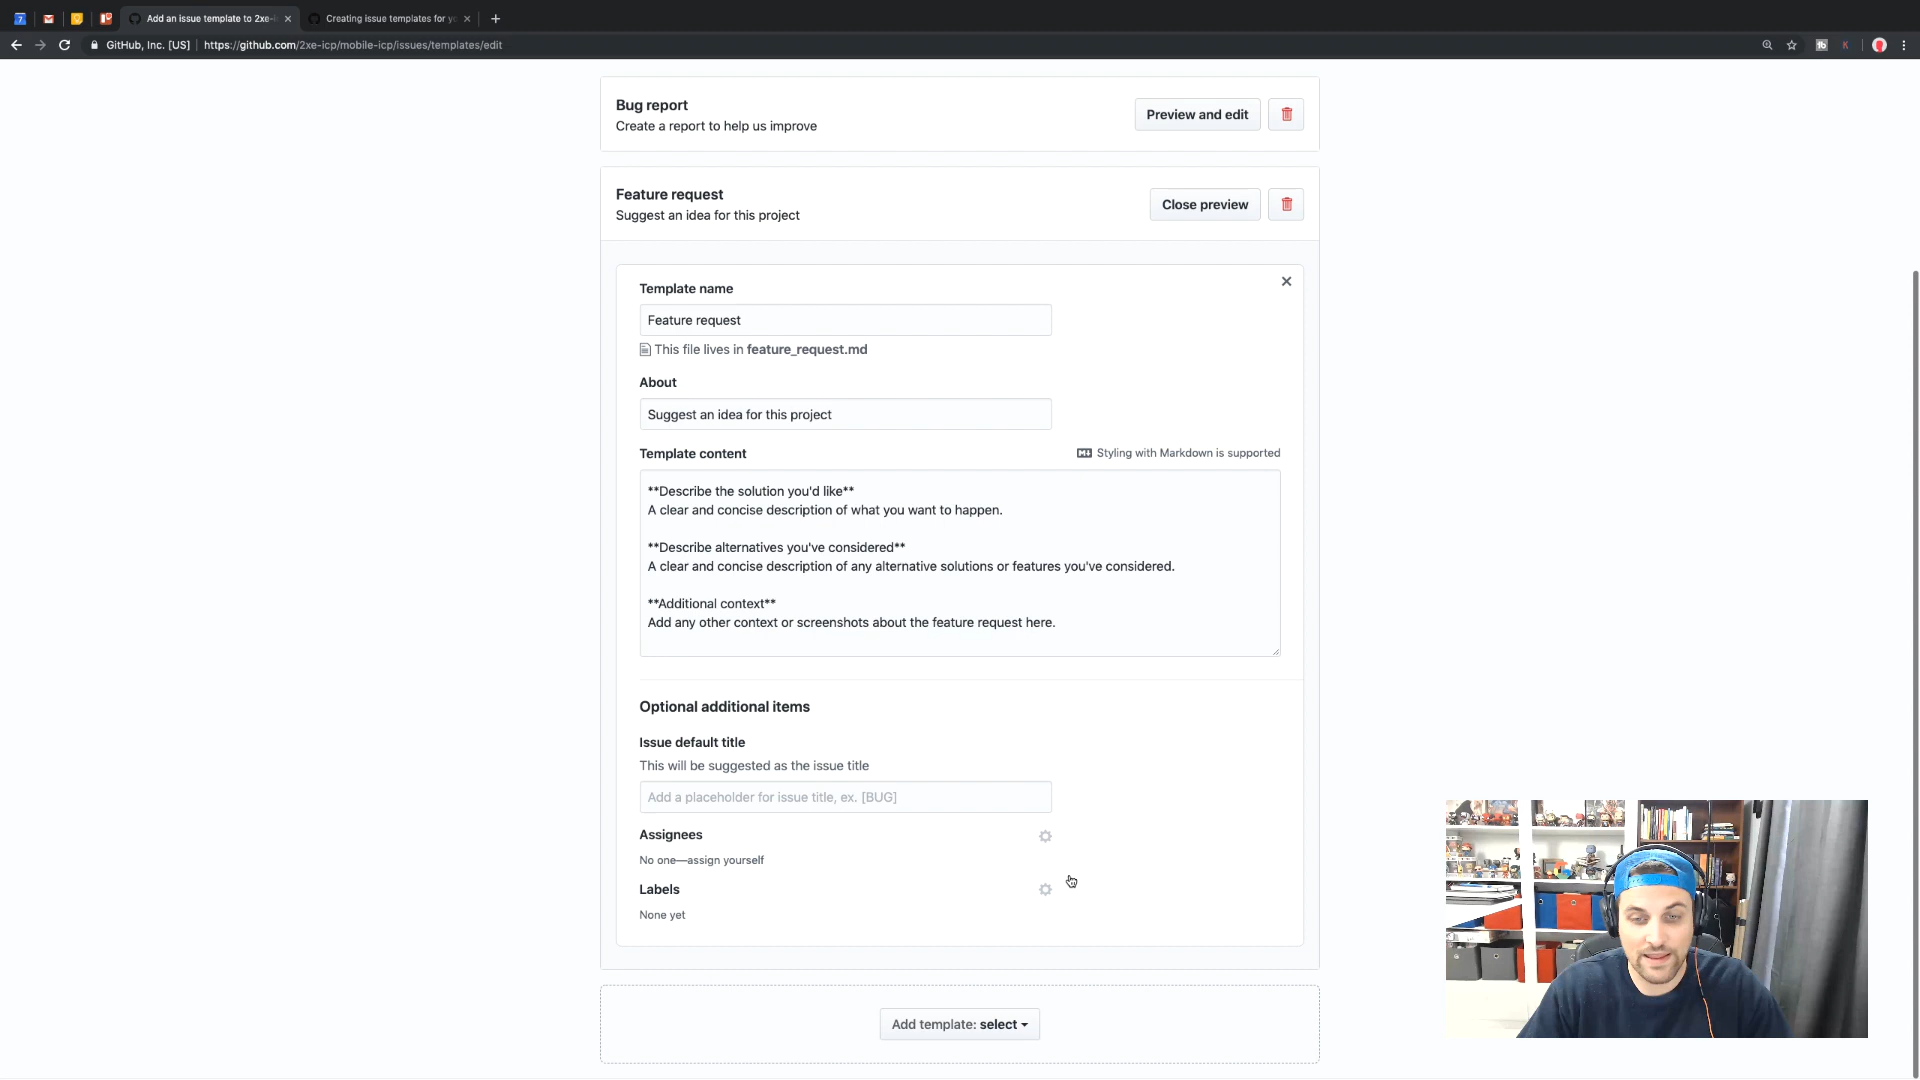 Add an issue template to 2xe-i
Creating issue templates for y
GitHub, Inc. [US]
https://github.com/2xe-icp/mobile-icp/issues/templates/edit
Bug report
Create a report to help us improve
Preview and edit
Feature request
Suggest an idea for this project
Close preview
Template name
Feature request
This file lives in feature_request.md
About
Suggest an idea for this project
Template content
Styling with Markdown is supported
**Describe the solution you'd like**
A clear and concise description of what you want to happen.
**Describe alternatives you've considered**
A clear and concise description of any alternative solutions or features you've considered.
**Additional context**
Add any other context or screenshots about the feature request here.
Optional additional items
Issue default title
This will be suggested as the issue title
Add a placeholder for issue title, ex. [BUG]
Assignees
No one—assign yourself
Labels
None yet
Add template: select